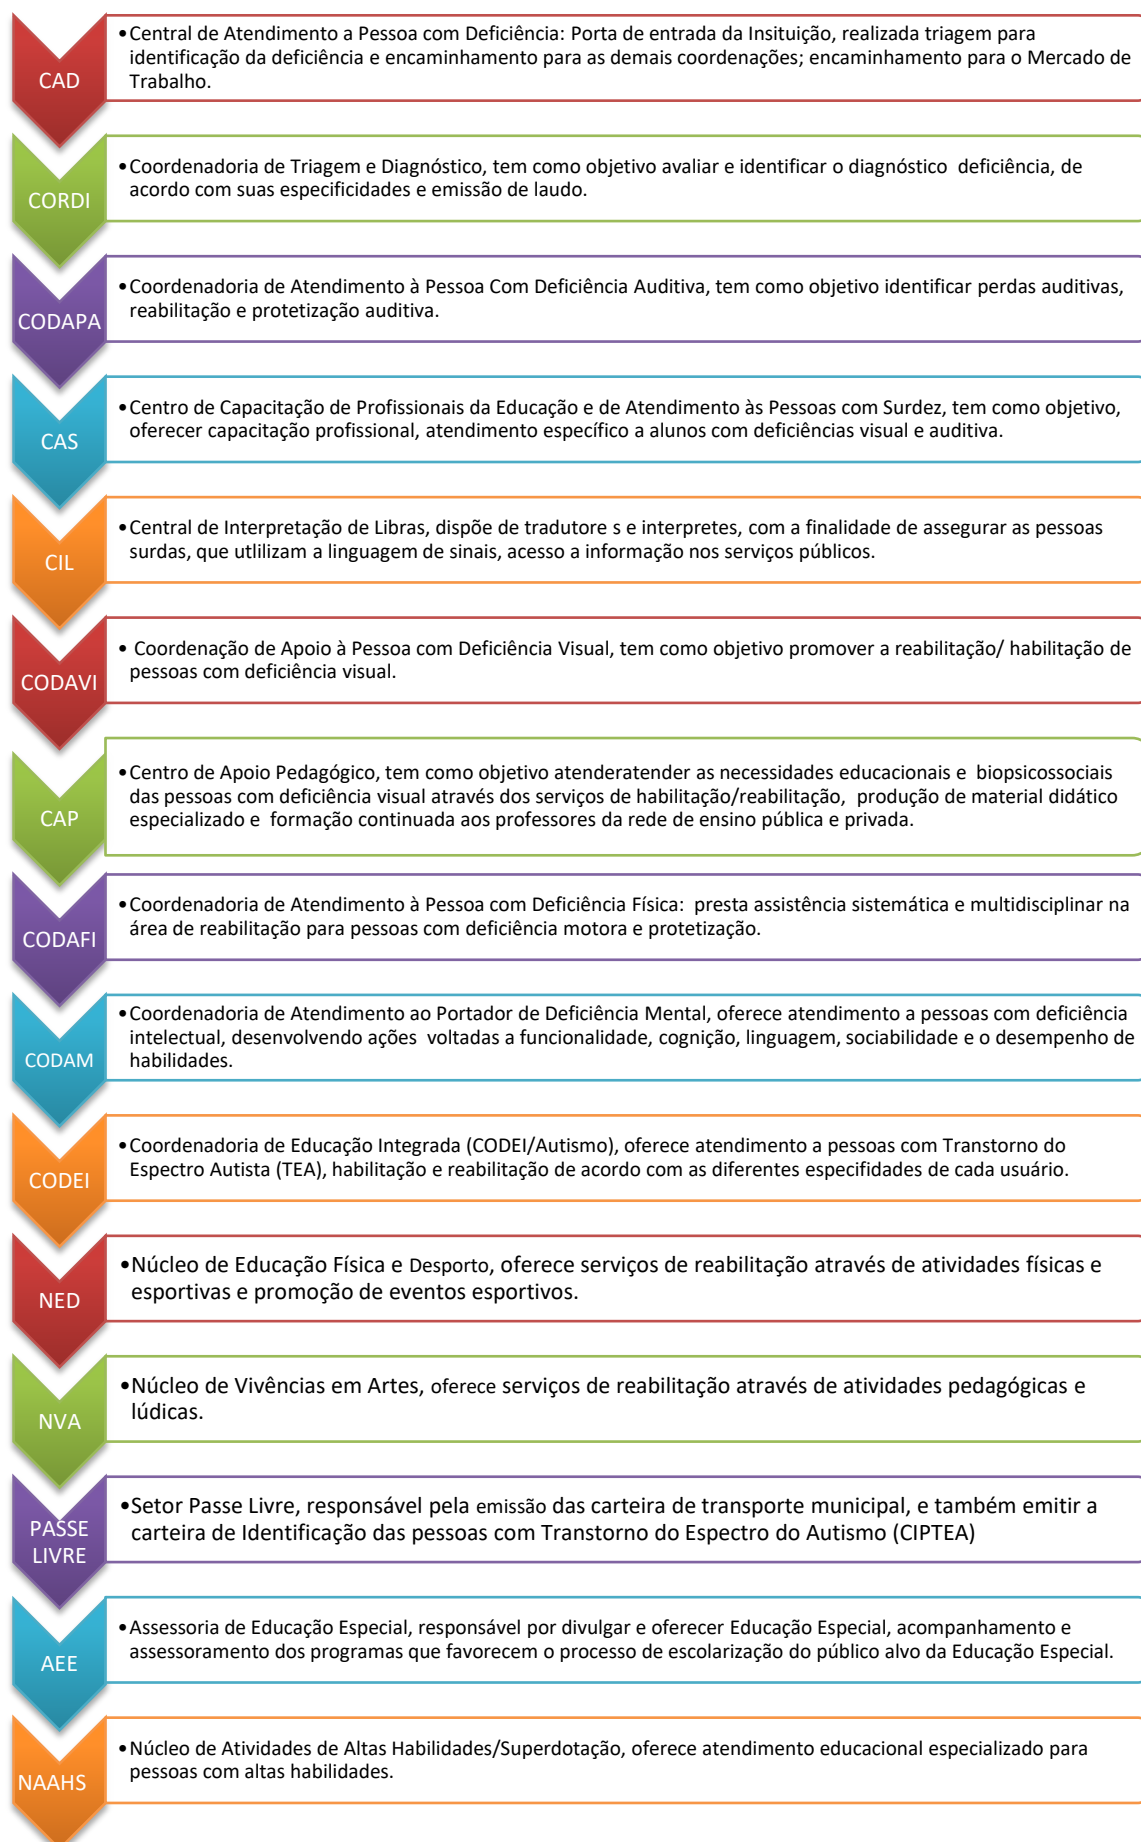 CAD
•Central de Atendimento a Pessoa com Deficiência: Porta de entrada da Insituição, realizada triagem para
identificação da deficiência e encaminhamento para as demais coordenações; encaminhamento para o Mercado de
Trabalho.
CORDI
•Coordenadoria de Triagem e Diagnóstico, tem como objetivo avaliar e identificar o diagnóstico deficiência, de
acordo com suas especificidades e emissão de laudo.
CODAPA
•Coordenadoria de Atendimento à Pessoa Com Deficiência Auditiva, tem como objetivo identificar perdas auditivas,
reabilitação e protetização auditiva.
CAS
•Centro de Capacitação de Profissionais da Educação e de Atendimento às Pessoas com Surdez, tem como objetivo,
oferecer capacitação profissional, atendimento específico a alunos com deficiências visual e auditiva.
CIL
•Central de Interpretação de Libras, dispõe de tradutore s e interpretes, com a finalidade de assegurar as pessoas
surdas, que utlilizam a linguagem de sinais, acesso a informação nos serviços públicos.
CODAVI
• Coordenação de Apoio à Pessoa com Deficiência Visual, tem como objetivo promover a reabilitação/ habilitação de
pessoas com deficiência visual.
CAP
•Centro de Apoio Pedagógico, tem como objetivo atenderatender as necessidades educacionais e biopsicossociais
das pessoas com deficiência visual através dos serviços de habilitação/reabilitação, produção de material didático
especializado e formação continuada aos professores da rede de ensino pública e privada.
CODAFI
•Coordenadoria de Atendimento à Pessoa com Deficiência Física: presta assistência sistemática e multidisciplinar na
área de reabilitação para pessoas com deficiência motora e protetização.
CODAM
•Coordenadoria de Atendimento ao Portador de Deficiência Mental, oferece atendimento a pessoas com deficiência
intelectual, desenvolvendo ações voltadas a funcionalidade, cognição, linguagem, sociabilidade e o desempenho de
habilidades.
CODEI
•Coordenadoria de Educação Integrada (CODEI/Autismo), oferece atendimento a pessoas com Transtorno do
Espectro Autista (TEA), habilitação e reabilitação de acordo com as diferentes especifidades de cada usuário.
NED
•Núcleo de Educação Física e Desporto, oferece serviços de reabilitação através de atividades físicas e
esportivas e promoção de eventos esportivos.
NVA
•Núcleo de Vivências em Artes, oferece serviços de reabilitação através de atividades pedagógicas e
lúdicas.
PASSE
LIVRE
•Setor Passe Livre, responsável pela emissão das carteira de transporte municipal, e também emitir a
carteira de Identificação das pessoas com Transtorno do Espectro do Autismo (CIPTEA)
AEE
•Assessoria de Educação Especial, responsável por divulgar e oferecer Educação Especial, acompanhamento e
assessoramento dos programas que favorecem o processo de escolarização do público alvo da Educação Especial.
NAAHS
•Núcleo de Atividades de Altas Habilidades/Superdotação, oferece atendimento educacional especializado para
pessoas com altas habilidades.